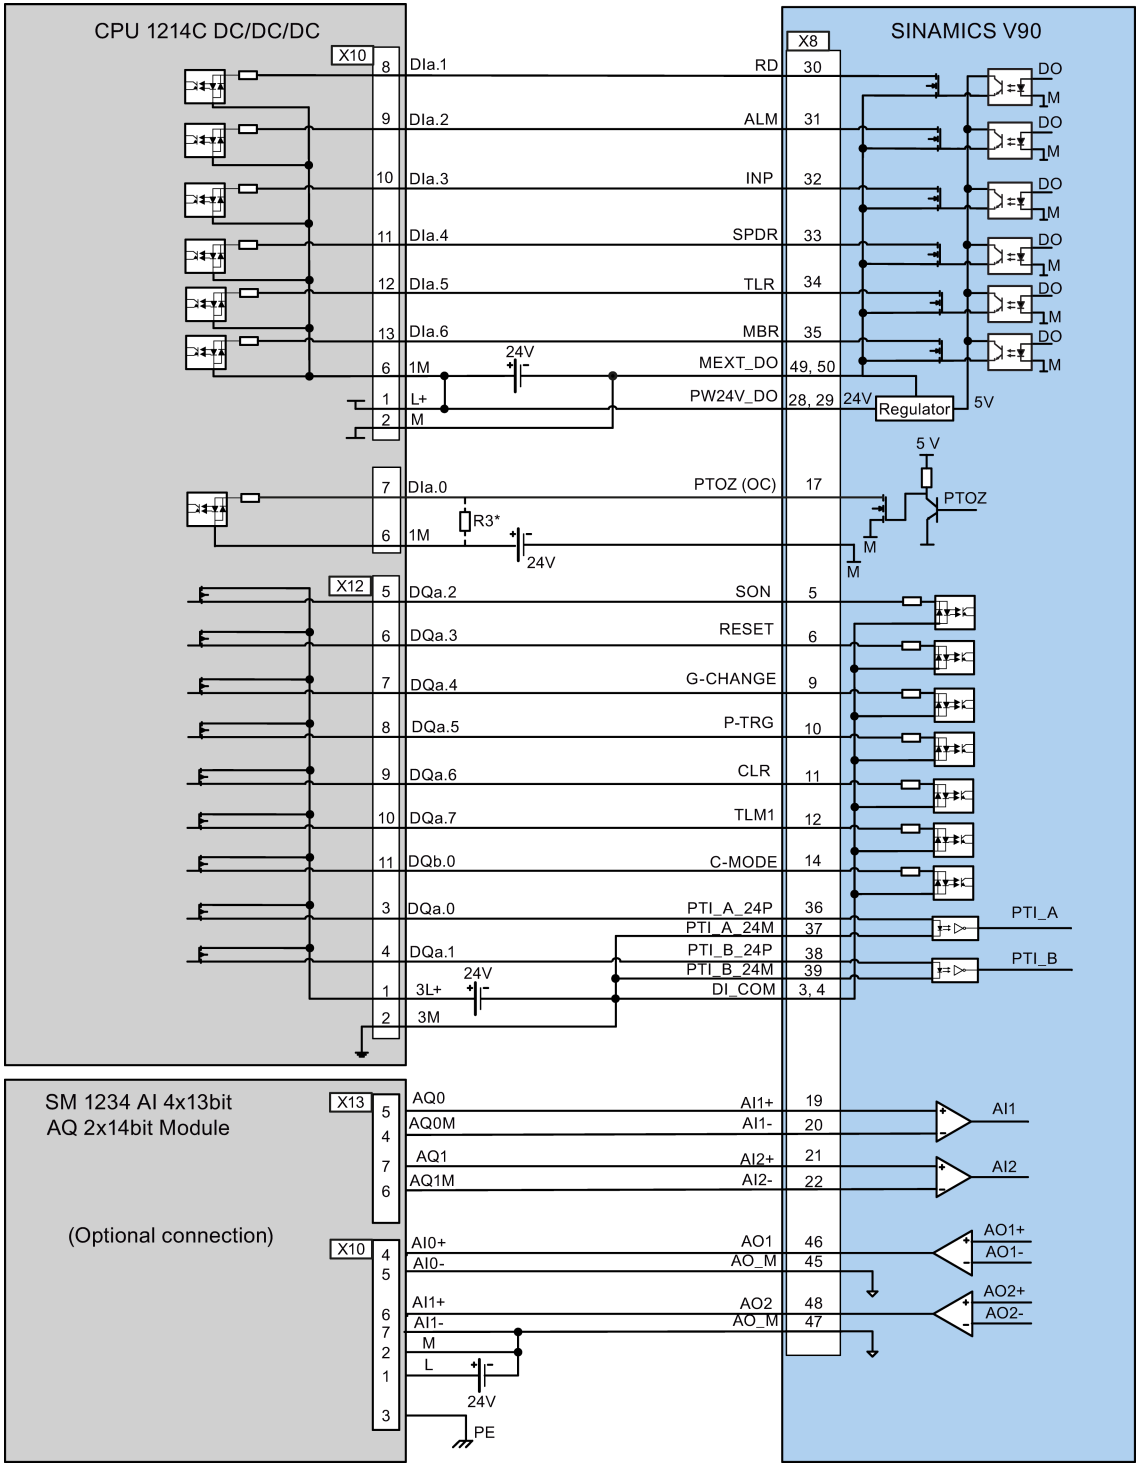 CPU 1214C DC/DC/DC
SINAMICS V90
X10
X8
8 DIa.1 RD 30 DO
M
9 DIa.2 ALM 31 DO
M
10 DIa.3 INP 32 DO
M
11 DIa.4 SPDR 33 DO
M
12 DIa.5 TLR 34 DO
M
13 DIa.6 MBR 35 DO
M
24V
6 1M + - MEXT_DO 49, 50
1 L+ PW24V_DO 28, 29 24V Regulator 5V
2 M
5 V
7 DIa.0 PTOZ (OC) 17 PTOZ
R3*
6 1M + - M
24V
M
X12
5 DQa.2 SON 5
6 DQa.3 RESET 6
7 DQa.4 G-CHANGE 9
8 DQa.5 P-TRG 10
9 DQa.6 CLR 11
10 DQa.7 TLM1 12
11 DQb.0 C-MODE 14
3 DQa.0 PTI_A_24P 36 PTI_A
PTI_A_24M 37
4 DQa.1 PTI_B_24P 38 PTI_B
24V PTI_B_24M 39
1 3L+ + - DI_COM 3, 4
2 3M
SM 1234 AI 4x13bit
AQ 2x14bit Module
(Optional connection)
X13
5 AQ0 AI1+ 19 + AI1
4 AQ0M AI1- 20 -
7 AQ1 AI2+ 21 + AI2
6 AQ1M AI2- 22 -
X10
4 AI0+ AO1 46 + AO1+
5 AI0- AO_M 45 - AO1-
6 AI1+ AO2 48 + AO2+
7 AI1- AO_M 47 - AO2-
2 M
1 L + -
24V
3 PE